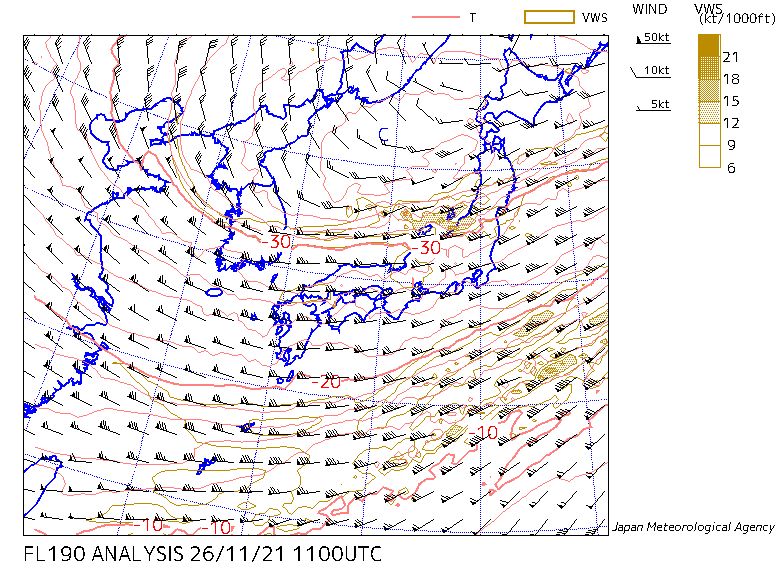 T
VWS
WIND
50kt
10kt
5kt
VWS
(kt/1000ft)
21
18
15
12
9
6
C
-30
-30
-20
-10
-10
-10
Japan Meteorological Agency
FL190 ANALYSIS 26/11/21 1100UTC